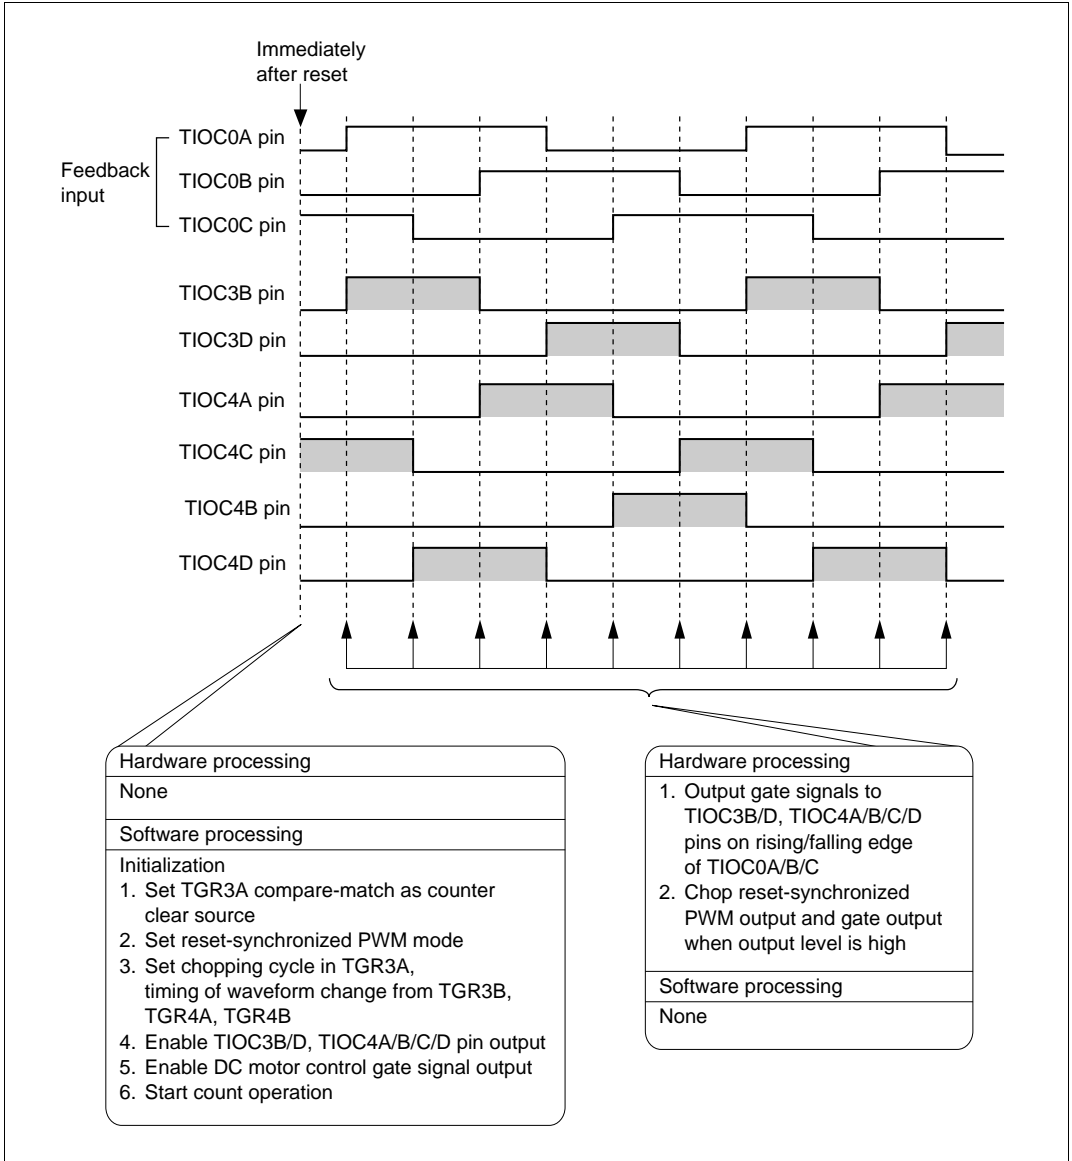 Immediately
after reset
TIOC0A pin
Feedback
input
TIOC0B pin
TIOC0C pin
TIOC3B pin
TIOC3D pin
TIOC4A pin
TIOC4C pin
TIOC4B pin
TIOC4D pin
Hardware processing
None
Software processing
Initialization
1. Set TGR3A compare-match as counter
clear source
2. Set reset-synchronized PWM mode
3. Set chopping cycle in TGR3A,
timing of waveform change from TGR3B,
TGR4A, TGR4B
4. Enable TIOC3B/D, TIOC4A/B/C/D pin output
5. Enable DC motor control gate signal output
6. Start count operation
Hardware processing
1. Output gate signals to
TIOC3B/D, TIOC4A/B/C/D
pins on rising/falling edge
of TIOC0A/B/C
2. Chop reset-synchronized
PWM output and gate output
when output level is high
Software processing
None